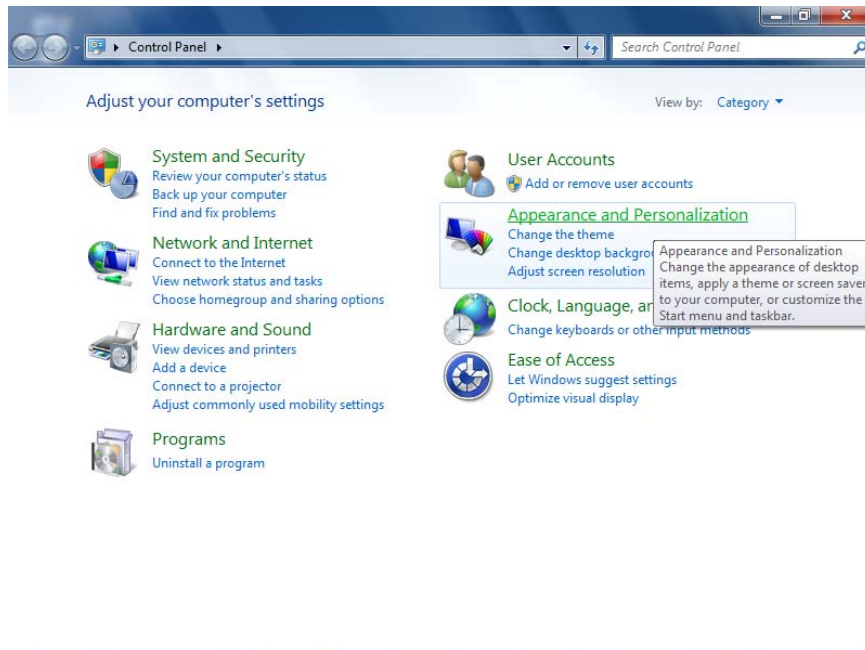 Control Panel
Search Control Panel
Adjust your computer's settings
View by: Category
System and Security
Review your computer's status
Back up your computer
Find and fix problems
Network and Internet
Connect to the Internet
View network status and tasks
Choose homegroup and sharing options
Hardware and Sound
View devices and printers
Add a device
Connect to a projector
Adjust commonly used mobility settings
Programs
Uninstall a program
User Accounts
Add or remove user accounts
Appearance and Personalization
Change the theme
Change desktop backgro
Adjust screen resolution
Appearance and Personalization
Change the appearance of desktop
items, apply a theme or screen saver
to your computer, or customize the
Start menu and taskbar.
Clock, Language, ar
Change keyboards or other input methods
Ease of Access
Let Windows suggest settings
Optimize visual display